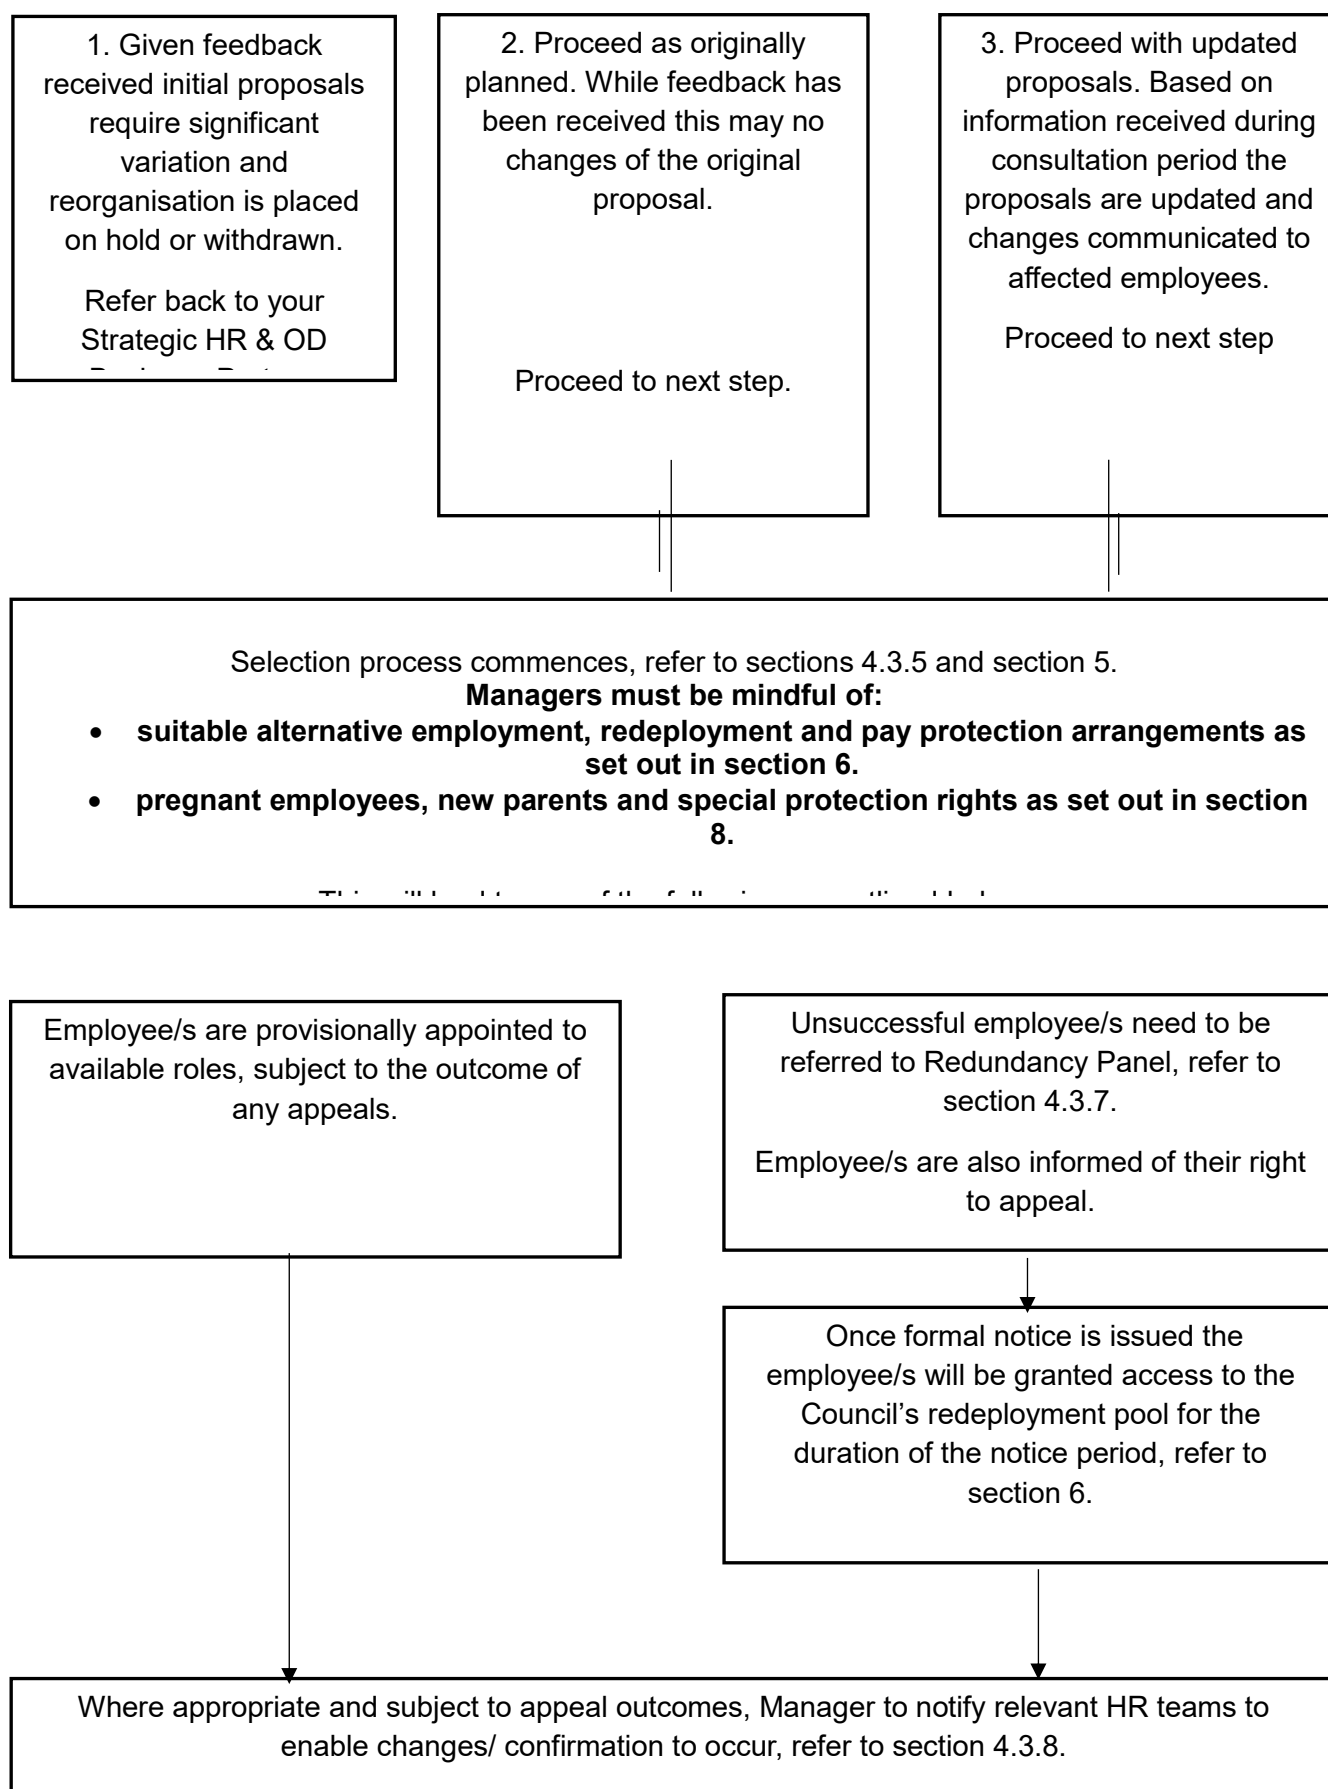 1. Given feedback
received initial proposals
require significant
variation and
reorganisation is placed
on hold or withdrawn.
Refer back to your
Strategic HR & OD
2. Proceed as originally
planned. While feedback has
been received this may no
changes of the original
proposal.
Proceed to next step.
3. Proceed with updated
proposals. Based on
information received during
consultation period the
proposals are updated and
changes communicated to
affected employees.
Proceed to next step
Selection process commences, refer to sections 4.3.5 and section 5.
Managers must be mindful of:
• suitable alternative employment, redeployment and pay protection arrangements as
set out in section 6.
• pregnant employees, new parents and special protection rights as set out in section
8.
Employee/s are provisionally appointed to
available roles, subject to the outcome of
any appeals.
Unsuccessful employee/s need to be
referred to Redundancy Panel, refer to
section 4.3.7.
Employee/s are also informed of their right
to appeal.
Once formal notice is issued the
employee/s will be granted access to the
Council’s redeployment pool for the
duration of the notice period, refer to
section 6.
Where appropriate and subject to appeal outcomes, Manager to notify relevant HR teams to
enable changes/ confirmation to occur, refer to section 4.3.8.